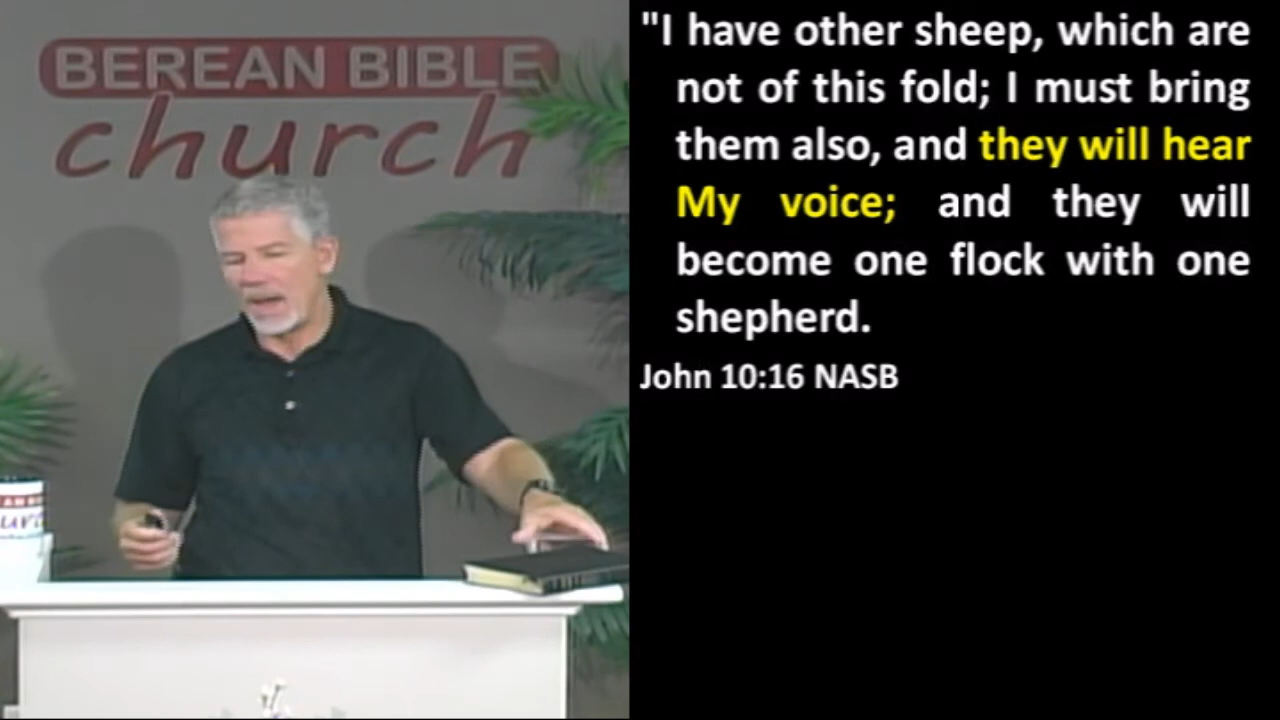 BEREAN BIBLE
church
"I have other sheep, which are
not of this fold; I must bring
them also, and they will hear
My voice; and they will
become one flock with one
shepherd.
John 10:16 NASB